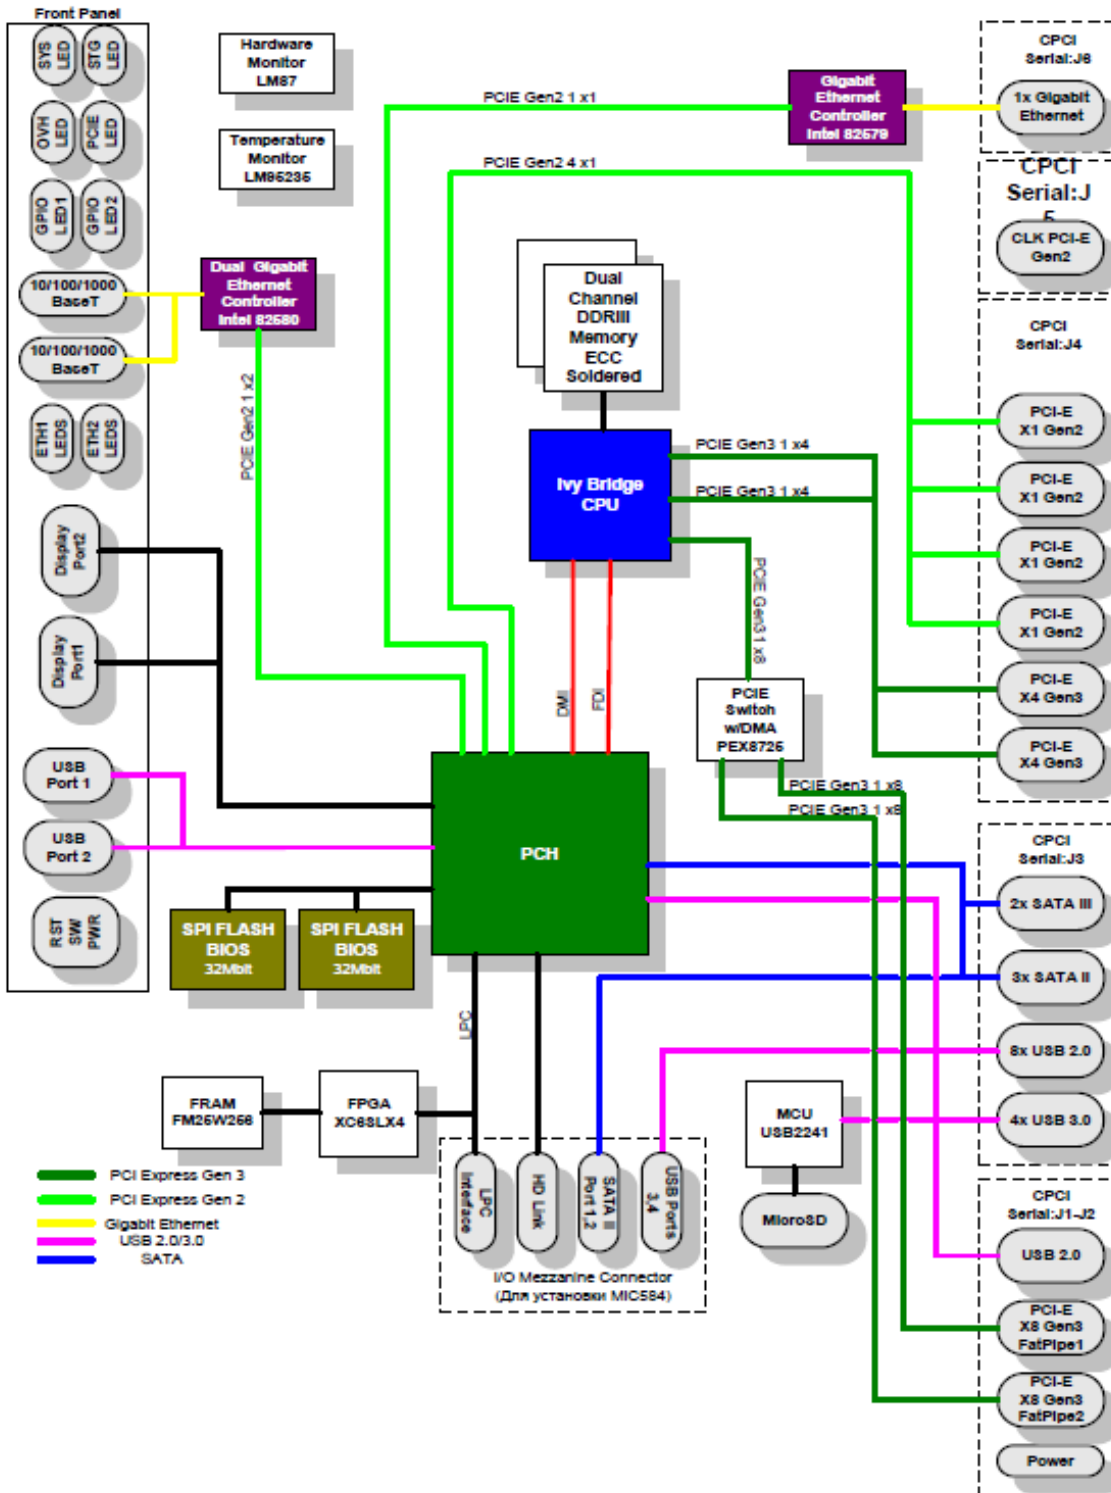 Front Panel
SYS
LED
STG
LED
OVH
LED
PCIE
LED
GPIO
LED1
GPIO
LED2
10/100/1000
BaseT
10/100/1000
BaseT
ETH1
LEDS
ETH2
LEDS
Display
Port2
Display
Port1
USB
Port 1
USB
Port 2
RST
SW/
PWR
Hardware
Monitor
LM87
Temperature
Monitor
LM95235
Dual Gigabit
Ethernet
Controller
Intel 82580
PCIE Gen2 1 x2
PCIE Gen2 1 x1
PCIE Gen2 4 x1
Gigabit
Ethernet
Controller
Intel 82579
Dual
Channel
DDRIII
Memory
ECC
Soldered
Ivy Bridge
CPU
PCIE Gen3 1 x4
PCIE Gen3 1 x4
PCIE Gen3 1 x8
DMI
FDI
PCIE
Switch
w/DMA
PEX8725
PCIE Gen3 1 x8
PCIE Gen3 1 x8
PCH
SPI FLASH
BIOS
32Mbit
SPI FLASH
BIOS
32Mbit
LPC
FRAM
FM25W256
FPGA
XC6SLX4
MCU
USB2241
MicroSD
LPC
Interface
HD Link
SATA II
Port 1,2
USB Ports
3,4
I/O Mezzanine Connector
(Для установки MIC584)
PCI Express Gen 3
PCI Express Gen 2
Gigabit Ethernet
USB 2.0/3.0
SATA
CPCI
Serial:J6
1x Gigabit
Ethernet
CPCI
Serial:J
5
CLK PCI-E
Gen2
CPCI
Serial:J4
PCI-E
X1 Gen2
PCI-E
X1 Gen2
PCI-E
X1 Gen2
PCI-E
X1 Gen2
PCI-E
X4 Gen3
PCI-E
X4 Gen3
CPCI
Serial:J3
2x SATA III
3x SATA II
8x USB 2.0
4x USB 3.0
CPCI
Serial:J1-J2
USB 2.0
PCI-E
X8 Gen3
FatPipe1
PCI-E
X8 Gen3
FatPipe2
Power